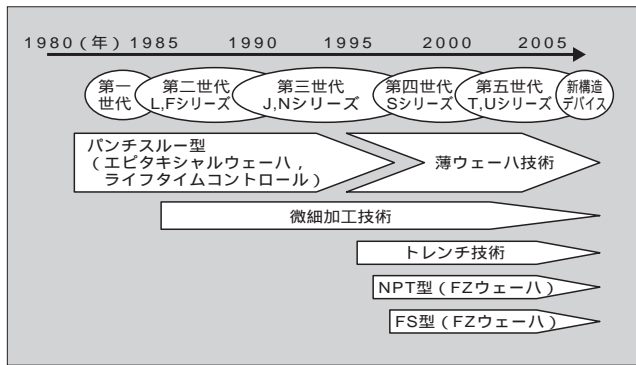 1980（年）1985 1990 1995 2000 2005
第一
世代
第二世代
L,Fシリーズ
第三世代
J,Nシリーズ
第四世代
Sシリーズ
第五世代
T,Uシリーズ
新構造
デバイス
パンチスルー型
（エピタキシャルウェーハ，
ライフタイムコントロール）
薄ウェーハ技術
微細加工技術
トレンチ技術
NPT型（FZウェーハ）
FS型（FZウェーハ）